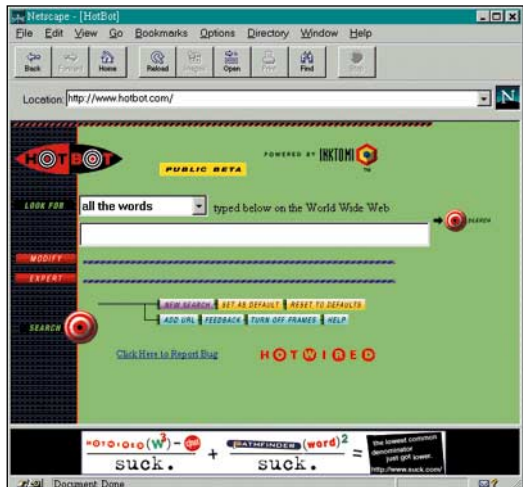 Netscape - [HotBot]
File Edit View Go Bookmarks Options Directory Window Help
Back Forward Home Reload Images Open Print Find Stop
Location: http://www.hotbot.com/
N
HOTBOT
PUBLIC BETA
POWERED BY INKTOMI
TM
LOOK FOR all the words typed below on the World Wide Web
SEARCH
MODIFY
EXPERT
NEW SEARCH SET AS DEFAULT RESET TO DEFAULTS
ADD URL FEEDBACK TURN OFF FRAMES HELP
SEARCH
Click Here to Report Bug HOTWIRED
(W)3 - + PATHFINDER (word)2 =
suck. suck.
the lowest common
denominator
just got lower.
http://www.suck.com/
Document: Done